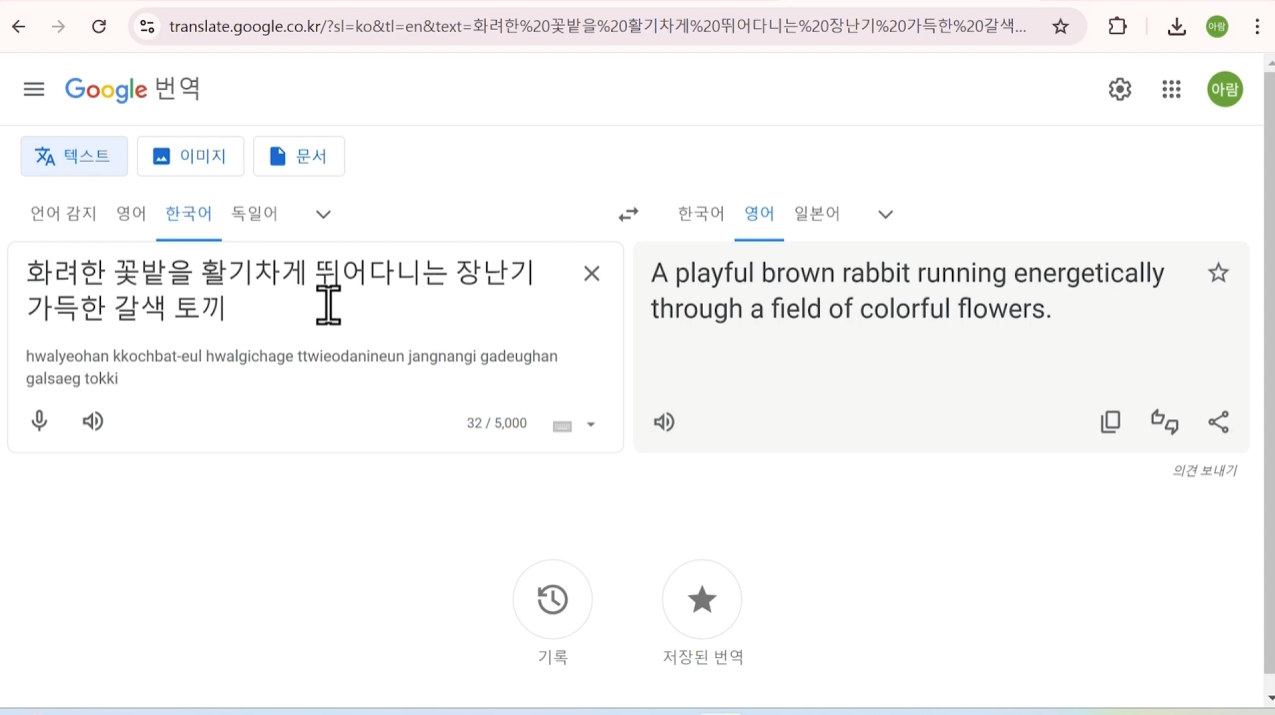 translate.google.co.kr/?sl=ko&tl=en&text=화려한%20꽃밭을%20활기차게%20뛰어다니는%20장난기%20가득한%20갈색...
아람
Google 번역
아람
텍스트
이미지
문서
언어 감지 영어 한국어 독일어
한국어 영어 일본어
화려한 꽃밭을 활기차게 뛰어다니는 장난기
가득한 갈색 토끼
hwalyeohan kkochbat-eul hwalgichage ttwieodanineun jangnangi gadeughan
galsaeg tokki
32 / 5,000
A playful brown rabbit running energetically
through a field of colorful flowers.
의견 보내기
기록
저장된 번역